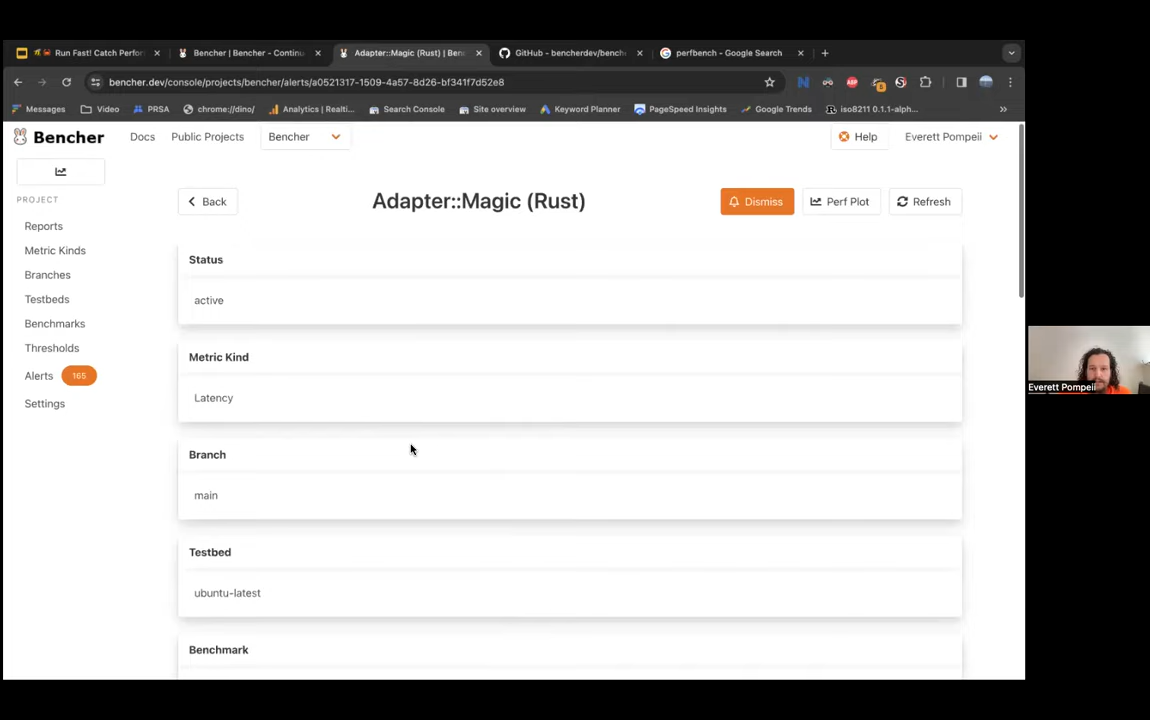 Run Fast! Catch Perfor
Bencher | Bencher - Continu
Adapter::Magic (Rust) | Ben
GitHub - bencherdev/bench
perfbench - Google Search
bencher.dev/console/projects/bencher/alerts/a0521317-1509-4a57-8d26-bf341f7d52e8
Messages
Video
PRSA
chrome://dino/
Analytics | Realti...
Search Console
Site overview
Keyword Planner
PageSpeed Insights
Google Trends
iso8211 0.1.1-alph...
Bencher
Docs
Public Projects
Bencher
Help
Everett Pompeii
PROJECT
Reports
Metric Kinds
Branches
Testbeds
Benchmarks
Thresholds
Alerts 165
Settings
Back
Adapter::Magic (Rust)
Dismiss
Perf Plot
Refresh
Status
active
Metric Kind
Latency
Branch
main
Testbed
ubuntu-latest
Benchmark
Everett Pompeii